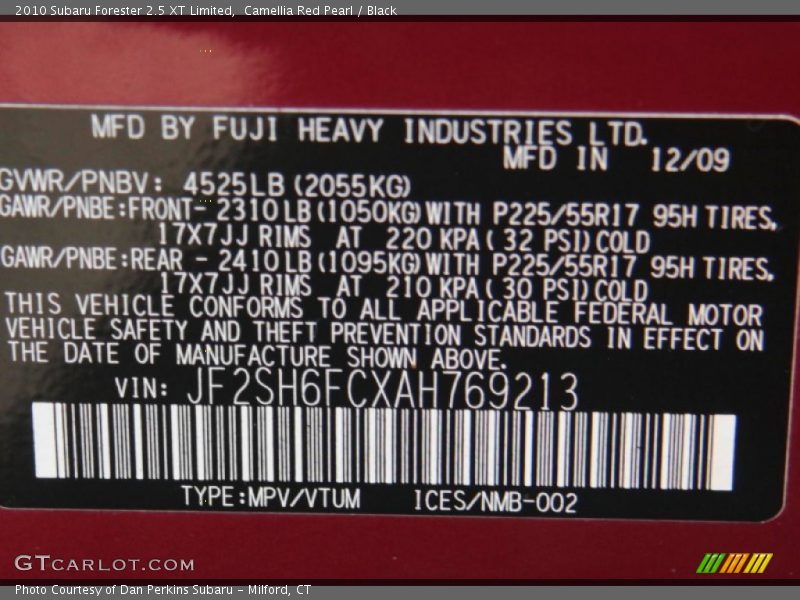 2010 Subaru Forester 2.5 XT Limited, Camellia Red Pearl / Black
MFD BY FUJI HEAVY INDUSTRIES LTD.
MFD IN 12/09
GVWR/PNBV: 4525LB (2055KG)
GAWR/PNBE:FRONT- 2310LB (1050KG) WITH P225/55R17 95H TIRES,
17X7JJ RIMS AT 220 KPA ( 32 PSI) COLD
GAWR/PNBE:REAR - 2410LB (1095KG) WITH P225/55R17 95H TIRES,
17X7JJ RIMS AT 210 KPA ( 30 PSI) COLD
THIS VEHICLE CONFORMS TO ALL APPLICABLE FEDERAL MOTOR
VEHICLE SAFETY AND THEFT PREVENTION STANDARDS IN EFFECT ON
THE DATE OF MANUFACTURE SHOWN ABOVE.
VIN: JF2SH6FCXAH769213
TYPE:MPV/VTUM ICES/NMB-002
GTCARLOT.COM
Photo Courtesy of Dan Perkins Subaru - Milford, CT